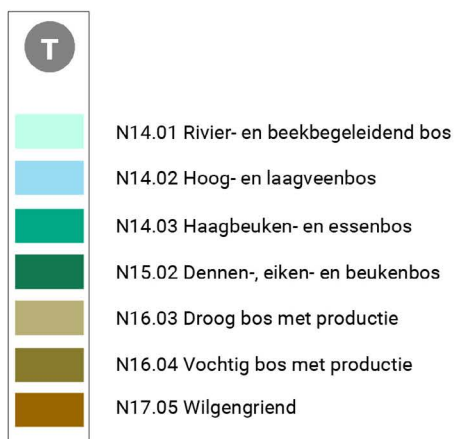 T
N14.01 Rivier- en beekbegeleidend bos
N14.02 Hoog- en laagveenbos
N14.03 Haagbeuken- en essenbos
N15.02 Dennen-, eiken- en beukenbos
N16.03 Droog bos met productie
N16.04 Vochtig bos met productie
N17.05 Wilgengriend